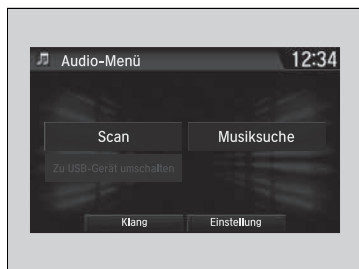 Audio-Menü 12:34
Scan Musiksuche
Zu USB-Gerät umschalten
Klang Einstellung